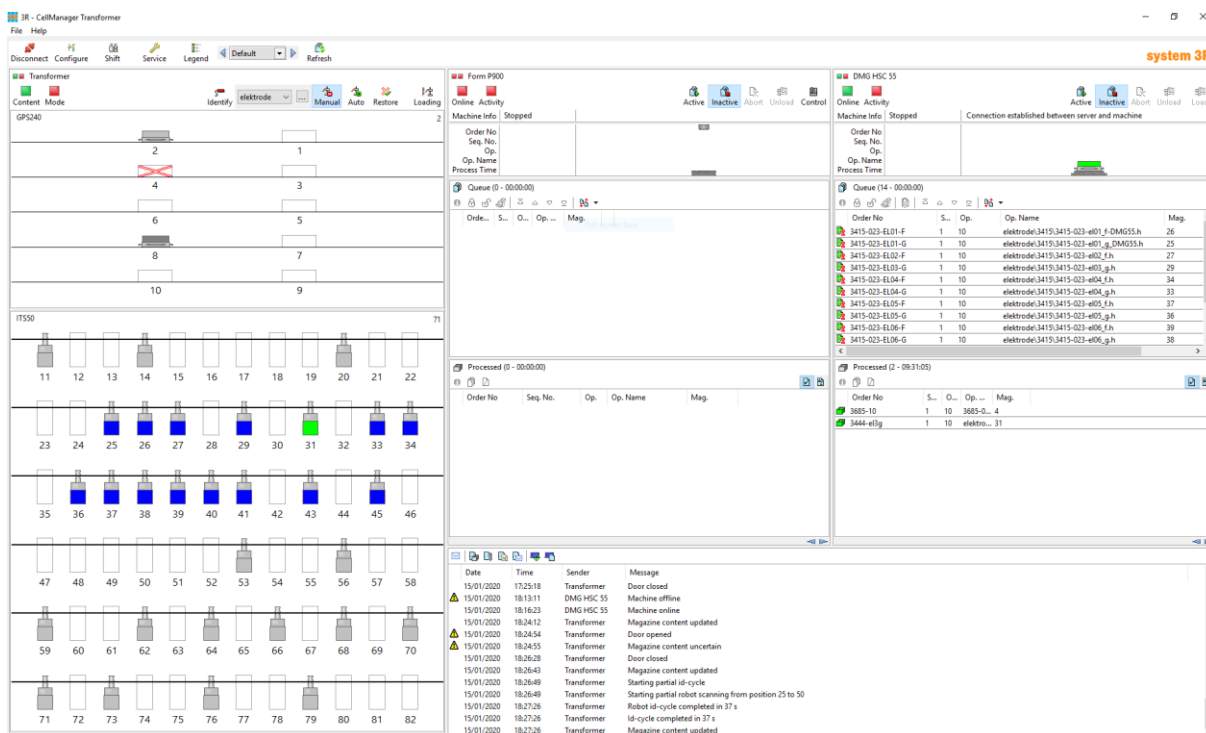 3R - CellManager Transformer
File Help
Disconnect Configure Shift Service Legend Default Refresh
system 3R
Transformer
Content Mode Identify elektrode ... Manual Auto Restore Loading
GPS240 2
2 1
4 3
6 5
8 7
10 9
ITS50 71
11 12 13 14 15 16 17 18 19 20 21 22
23 24 25 26 27 28 29 30 31 32 33 34
35 36 37 38 39 40 41 42 43 44 45 46
47 48 49 50 51 52 53 54 55 56 57 58
59 60 61 62 63 64 65 66 67 68 69 70
71 72 73 74 75 76 77 78 79 80 81 82
Form P900
Online Activity Active Inactive Abort Unload Control
Machine Info Stopped
Order No
Seq. No.
Op.
Op. Name
Process Time
Queue (0 - 00:00:00)
Orde... S... O... Op. ... Mag.
Processed (0 - 00:00:00)
Order No Seq. No. Op. Op. Name Mag.
DMG HSC 55
Online Activity Active Inactive Abort Unload Loa
Machine Info Stopped Connection established between server and machine
Order No
Seq. No.
Op.
Op. Name
Process Time
Queue (14 - 00:00:00)
Order No S... Op. Op. Name Mag.
3415-023-EL01-F 1 10 elektrode\3415\3415-023-el01_f-DMG55.h 26
3415-023-EL01-G 1 10 elektrode\3415\3415-023-el01_g_DMG55.h 25
3415-023-EL02-F 1 10 elektrode\3415\3415-023-el02_f.h 27
3415-023-EL03-G 1 10 elektrode\3415\3415-023-el03_g.h 29
3415-023-EL04-F 1 10 elektrode\3415\3415-023-el04_f.h 34
3415-023-EL04-G 1 10 elektrode\3415\3415-023-el04_g.h 33
3415-023-EL05-F 1 10 elektrode\3415\3415-023-el05_f.h 37
3415-023-EL05-G 1 10 elektrode\3415\3415-023-el05_g.h 36
3415-023-EL06-F 1 10 elektrode\3415\3415-023-el06_f.h 39
3415-023-EL06-G 1 10 elektrode\3415\3415-023-el06_g.h 38
Processed (2 - 09:31:05)
Order No S... O... Op. ... Mag.
3685-10 1 10 3685-0... 4
3444-el3g 1 10 elektro... 31
Date Time Sender Message
15/01/2020 17:25:18 Transformer Door closed
15/01/2020 18:13:11 DMG HSC 55 Machine offline
15/01/2020 18:16:23 DMG HSC 55 Machine online
15/01/2020 18:24:12 Transformer Magazine content updated
15/01/2020 18:24:54 Transformer Door opened
15/01/2020 18:24:55 Transformer Magazine content uncertain
15/01/2020 18:26:28 Transformer Door closed
15/01/2020 18:26:43 Transformer Magazine content updated
15/01/2020 18:26:49 Transformer Starting partial id-cycle
15/01/2020 18:26:49 Transformer Starting partial robot scanning from position 25 to 50
15/01/2020 18:27:26 Transformer Robot id-cycle completed in 37 s
15/01/2020 18:27:26 Transformer Id-cycle completed in 37 s
15/01/2020 18:27:26 Transformer Magazine content updated